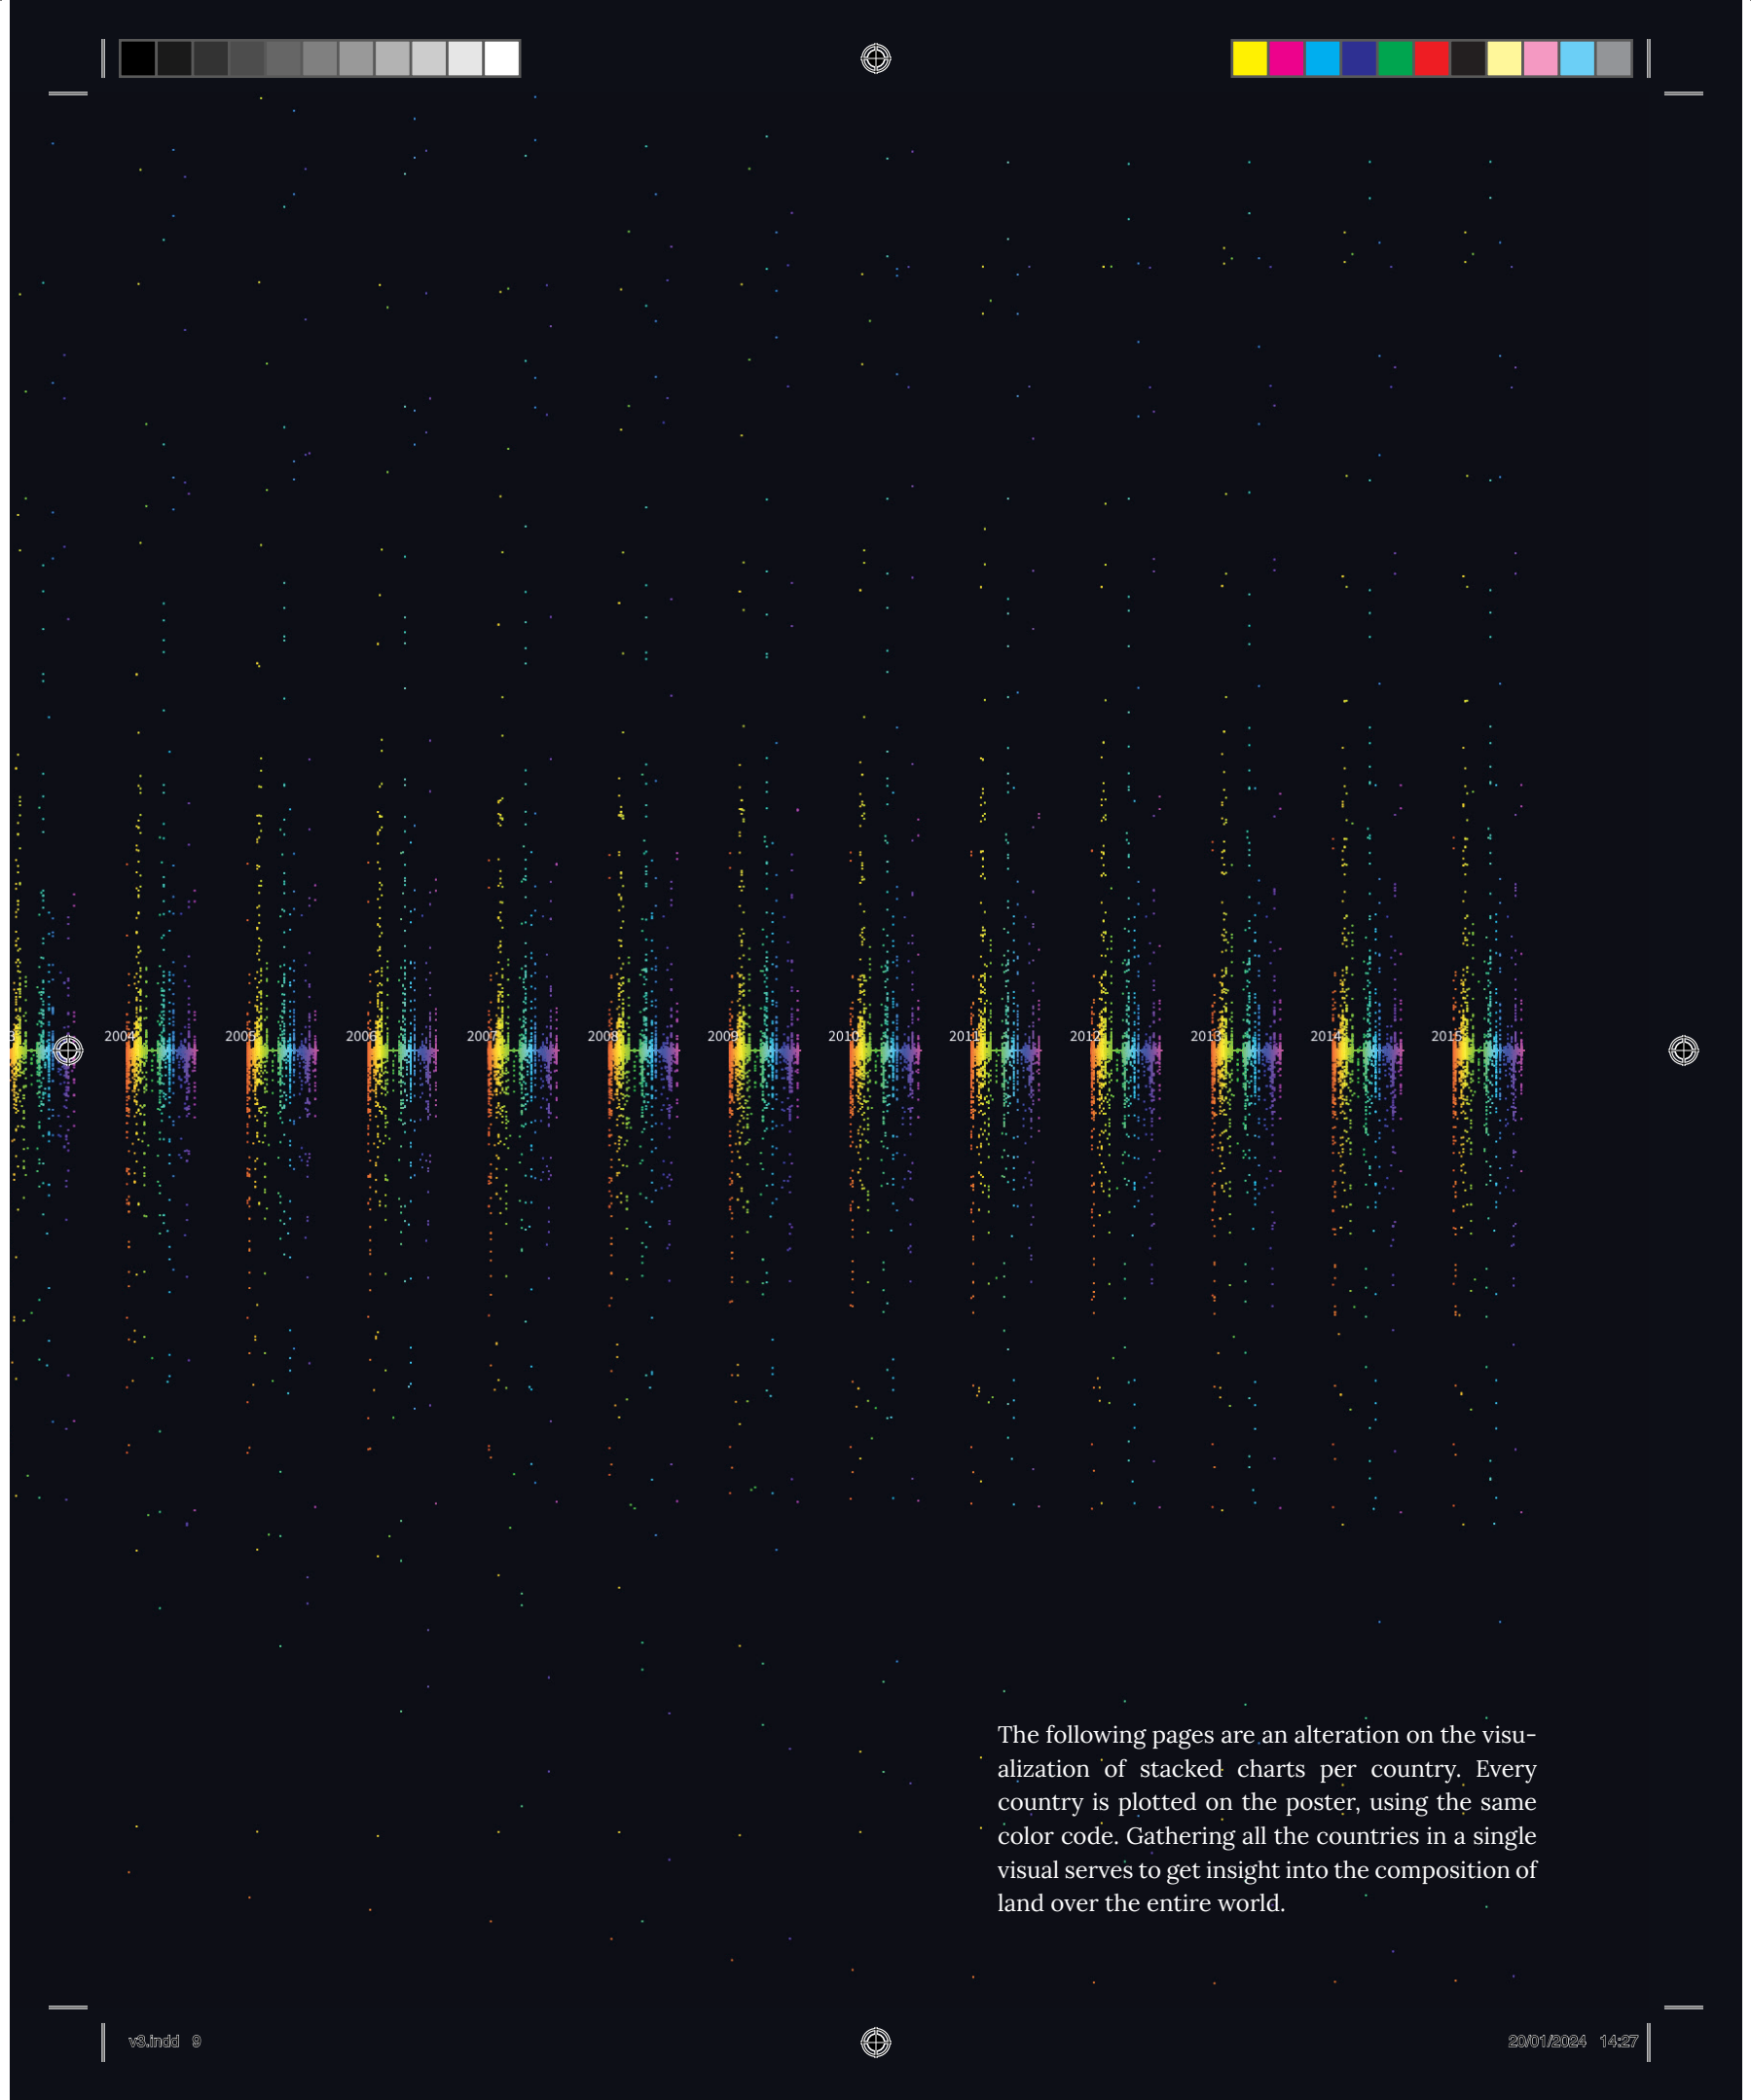 3
2004
2005
2006
2007
2008
2009
2010
2011
2012
2013
2014
2015
The following pages are an alteration on the visu-
alization of stacked charts per country. Every
country is plotted on the poster, using the same
color code. Gathering all the countries in a single
visual serves to get insight into the composition of
land over the entire world.
v3.indd 9
20/01/2024 14:27